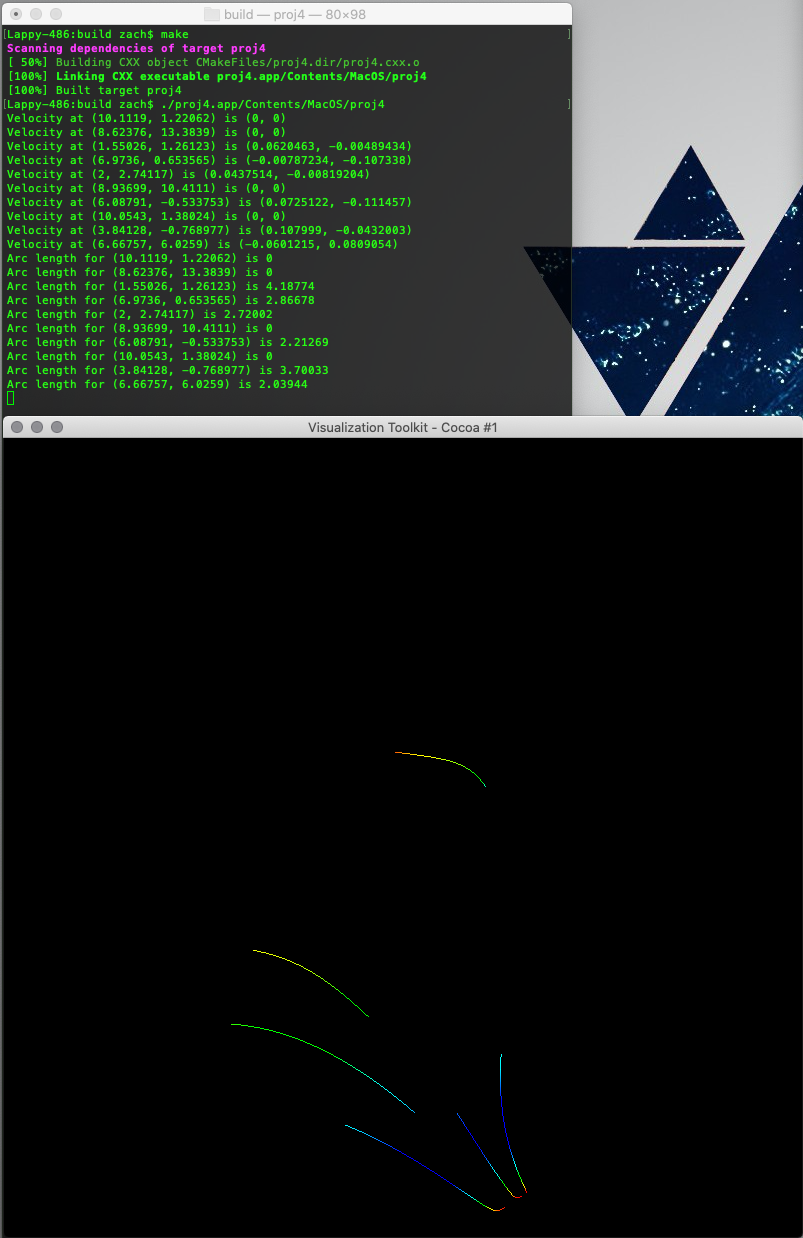 build — proj4 — 80×98
[Lappy-486:build zach$ make ]
Scanning dependencies of target proj4
[ 50%] Building CXX object CMakeFiles/proj4.dir/proj4.cxx.o
[100%] Linking CXX executable proj4.app/Contents/MacOS/proj4
[100%] Built target proj4
[Lappy-486:build zach$ ./proj4.app/Contents/MacOS/proj4 ]
Velocity at (10.1119, 1.22062) is (0, 0)
Velocity at (8.62376, 13.3839) is (0, 0)
Velocity at (1.55026, 1.26123) is (0.0620463, -0.00489434)
Velocity at (6.9736, 0.653565) is (-0.00787234, -0.107338)
Velocity at (2, 2.74117) is (0.0437514, -0.00819204)
Velocity at (8.93699, 10.4111) is (0, 0)
Velocity at (6.08791, -0.533753) is (0.0725122, -0.111457)
Velocity at (10.0543, 1.38024) is (0, 0)
Velocity at (3.84128, -0.768977) is (0.107999, -0.0432003)
Velocity at (6.66757, 6.0259) is (-0.0601215, 0.0809054)
Arc length for (10.1119, 1.22062) is 0
Arc length for (8.62376, 13.3839) is 0
Arc length for (1.55026, 1.26123) is 4.18774
Arc length for (6.9736, 0.653565) is 2.86678
Arc length for (2, 2.74117) is 2.72002
Arc length for (8.93699, 10.4111) is 0
Arc length for (6.08791, -0.533753) is 2.21269
Arc length for (10.0543, 1.38024) is 0
Arc length for (3.84128, -0.768977) is 3.70033
Arc length for (6.66757, 6.0259) is 2.03944
Visualization Toolkit - Cocoa #1